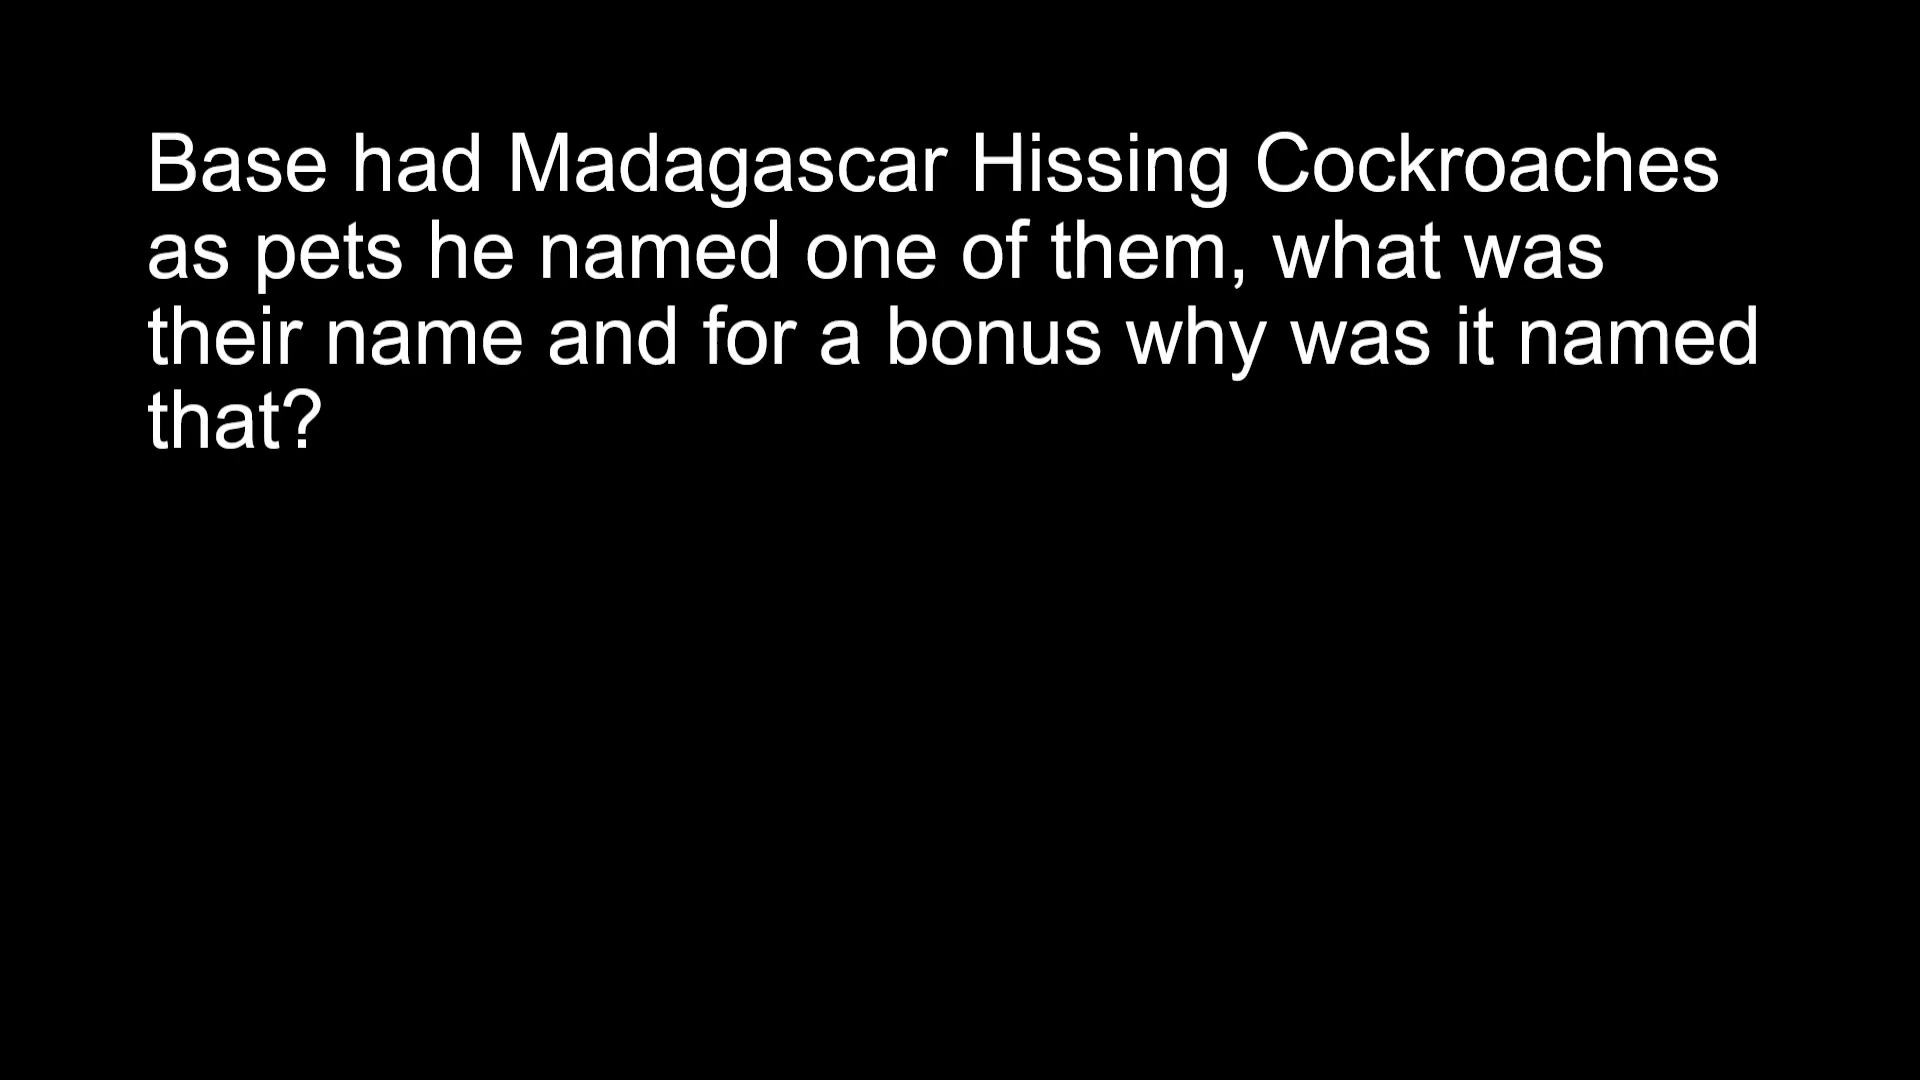 Base had Madagascar Hissing Cockroaches
as pets he named one of them, what was
their name and for a bonus why was it named
that?